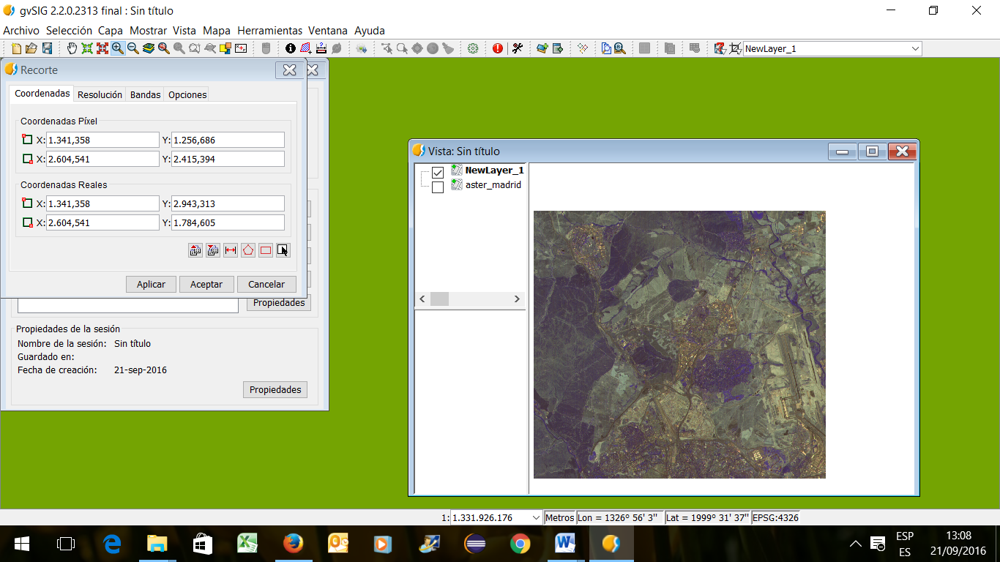 gvSIG 2.2.0.2313 final : Sin título
Archivo Selección Capa Mostrar Vista Mapa Herramientas Ventana Ayuda
NewLayer_1
Recorte
Coordenadas Resolución Bandas Opciones
Coordenadas Píxel
X: 1.341,358 Y: 1.256,686
X: 2.604,541 Y: 2.415,394
Coordenadas Reales
X: 1.341,358 Y: 2.943,313
X: 2.604,541 Y: 1.784,605
Aplicar Aceptar Cancelar
Propiedades
Propiedades de la sesión
Nombre de la sesión: Sin título
Guardado en:
Fecha de creación: 21-sep-2016
Propiedades
Vista: Sin título
NewLayer_1
aster_madrid
1: 1.331.926.176 Metros Lon = 1326° 56' 3" Lat = 1999° 31' 37" EPSG:4326
ESP
ES
13:08
21/09/2016